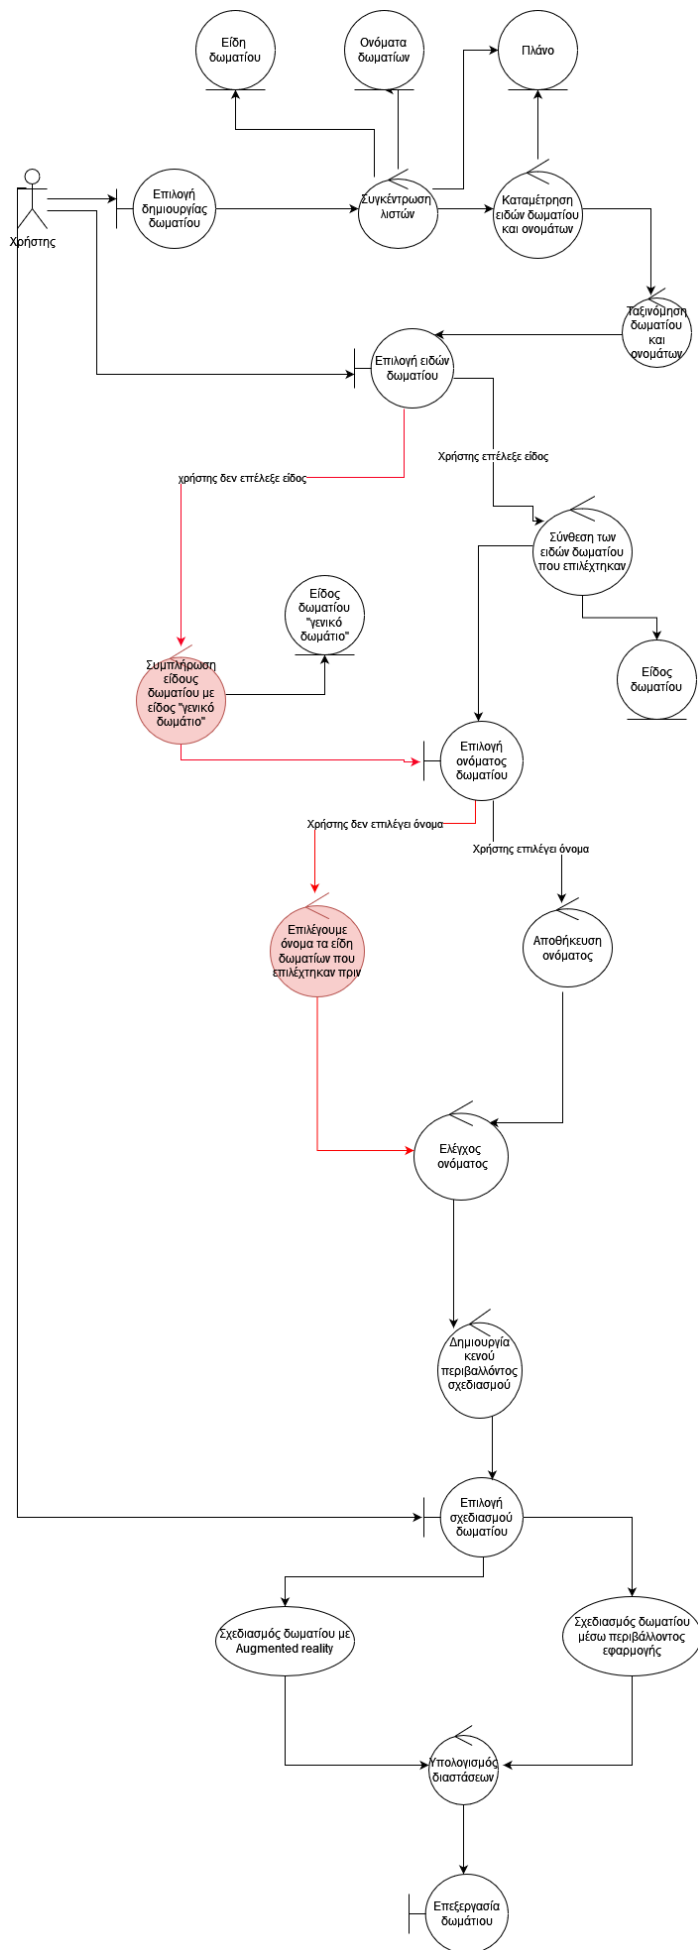 Είδη
δωματίου
Ονόματα
δωματίων
Πλάνο
Χρήστης
Επιλογή
δημιουργίας
δωματίου
Συγκέντρωση
λιστών
Καταμέτρηση
ειδών δωματίου
και ονομάτων
Ταξινόμηση
δωματίου
και
ονομάτων
Επιλογή ειδών
δωματίου
χρήστης δεν επέλεξε είδος
Χρήστης επέλεξε είδος
Σύνθεση των
ειδών δωματίου
που επιλέχτηκαν
Είδος
δωματίου
"γενικό
δωμάτιο"
Συμπλήρωση
είδους
δωματίου με
είδος "γενικό
δωμάτιο"
Είδος
δωματίου
Επιλογή
ονόματος
δωματίου
Χρήστης δεν επιλέγει όνομα
Χρήστης επιλέγει όνομα
Επιλέγουμε
όνομα τα είδη
δωματίων που
επιλέχτηκαν πριν
Αποθήκευση
ονόματος
Ελέγχος
ονόματος
Δημιουργία
κενού
περιβαλλόντος
σχεδιασμού
Επιλογή
σχεδιασμού
δωματίου
Σχεδιασμός δωματίου με
Augmented reality
Σχεδιασμός δωματίου
μέσω περιβάλλοντος
εφαρμογής
Υπολογισμός
διαστάσεων
Επεξεργασία
δωμάτιου